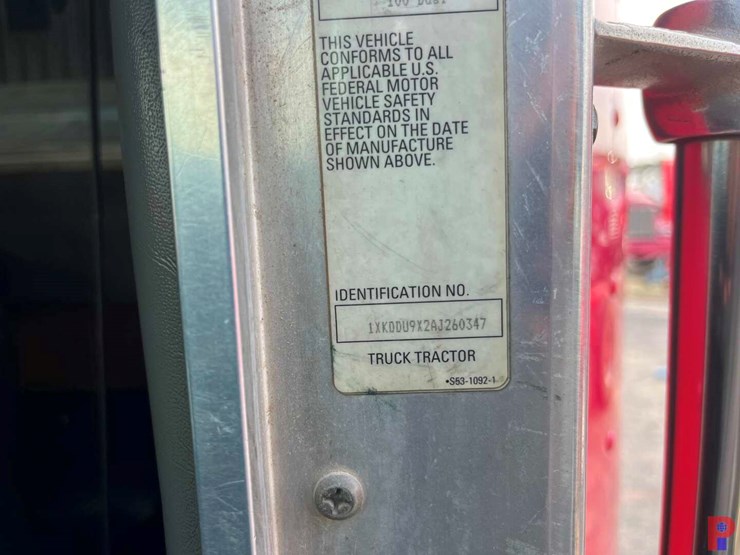 THIS VEHICLE
CONFORMS TO ALL
APPLICABLE U.S.
FEDERAL MOTOR
VEHICLE SAFETY
STANDARDS IN
EFFECT ON THE DATE
OF MANUFACTURE
SHOWN ABOVE.
IDENTIFICATION NO.
1XKDDU9X2AJ260347
TRUCK TRACTOR
•S63-1092-1